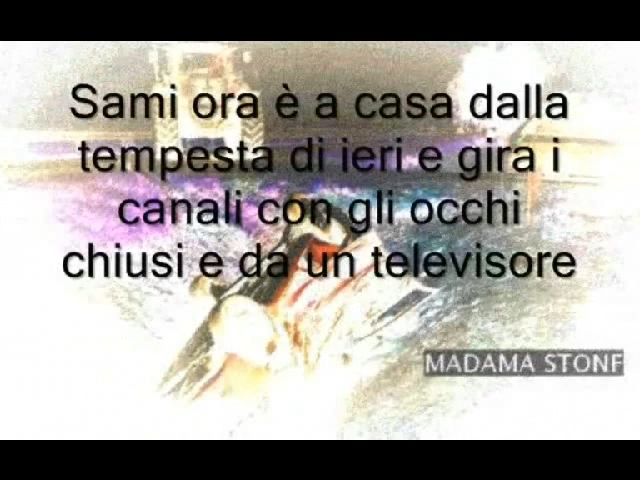 Sami ora è a casa dalla
tempesta di ieri e gira i
canali con gli occhi
chiusi e da un televisore
MADAMA STONF